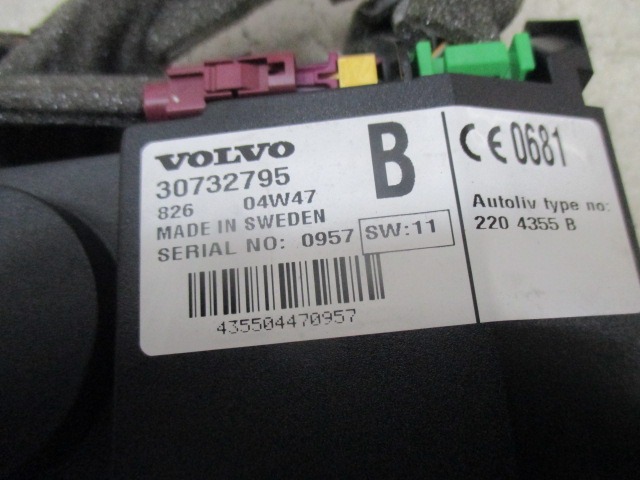 VOLVO
30732795
B
826 04W47
MADE IN SWEDEN
SERIAL NO: 0957
SW:11
435504470957
CE 0681
Autoliv type no:
220 4355 B